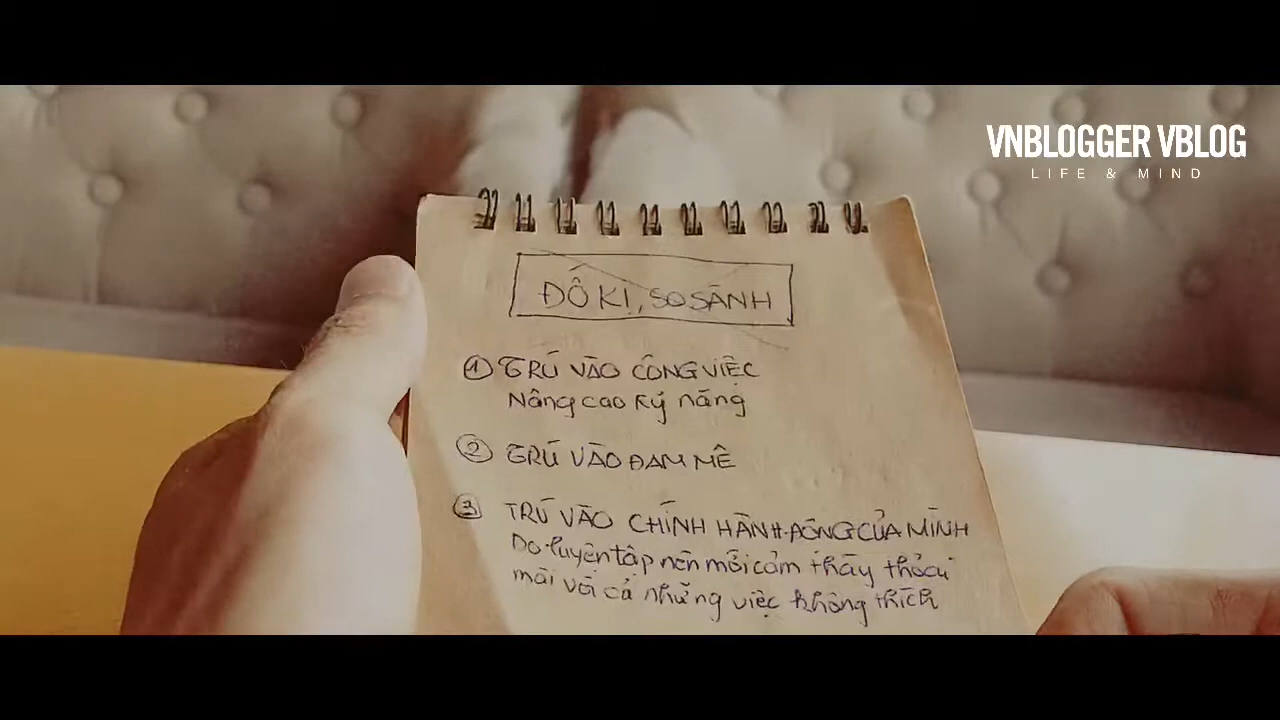 VNBLOGGER VBLOG
LIFE & MIND
ĐỐ KỊ, SO SÁNH
① TRÚ VÀO CÔNG VIỆC
Nâng cao kỹ năng
② TRÚ VÀO ĐAM MÊ
③ TRÚ VÀO CHÍNH HÀNH ĐỘNG CỦA MÌNH
Do luyện tập nên mỗi cảm thấy thoải
mái với cả những việc không thích